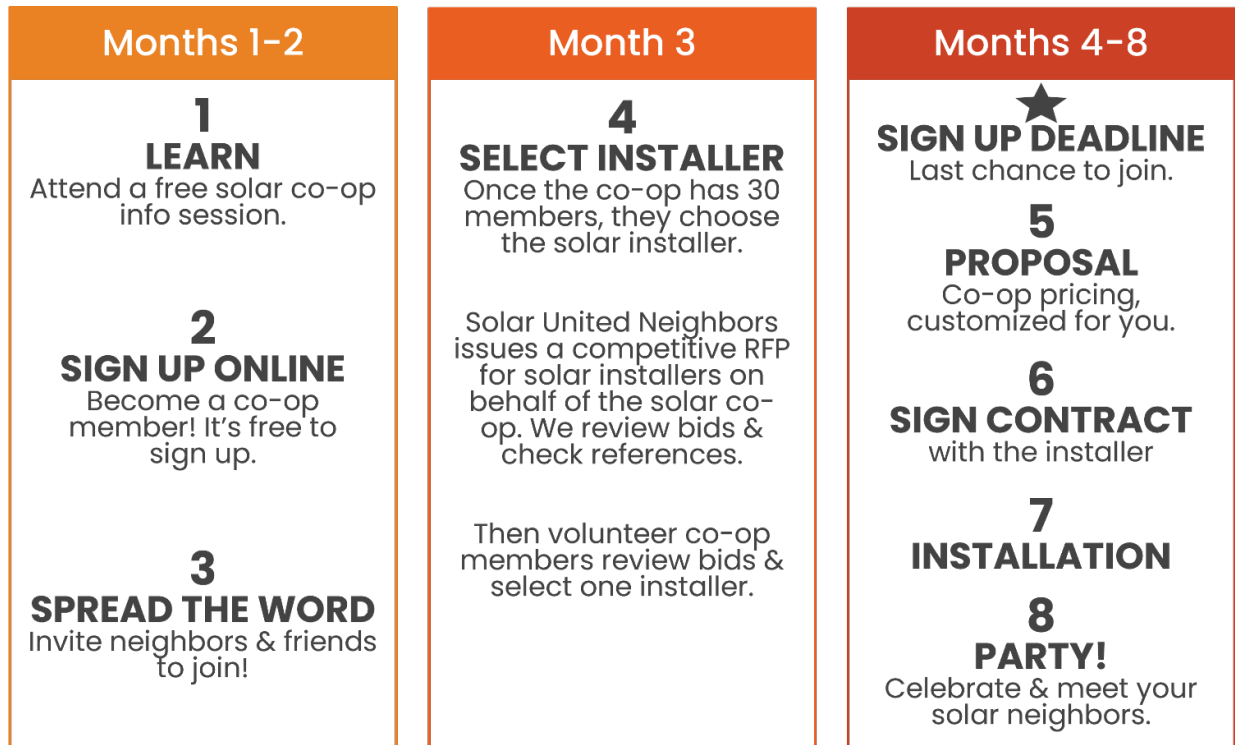 Months 1-2
1
LEARN
Attend a free solar co-op
info session.
2
SIGN UP ONLINE
Become a co-op
member! It's free to
sign up.
3
SPREAD THE WORD
Invite neighbors & friends
to join!
Month 3
4
SELECT INSTALLER
Once the co-op has 30
members, they choose
the solar installer.
Solar United Neighbors
issues a competitive RFP
for solar installers on
behalf of the solar co-
op. We review bids &
check references.
Then volunteer co-op
members review bids &
select one installer.
Months 4-8
SIGN UP DEADLINE
Last chance to join.
5
PROPOSAL
Co-op pricing,
customized for you.
6
SIGN CONTRACT
with the installer
7
INSTALLATION
8
PARTY!
Celebrate & meet your
solar neighbors.